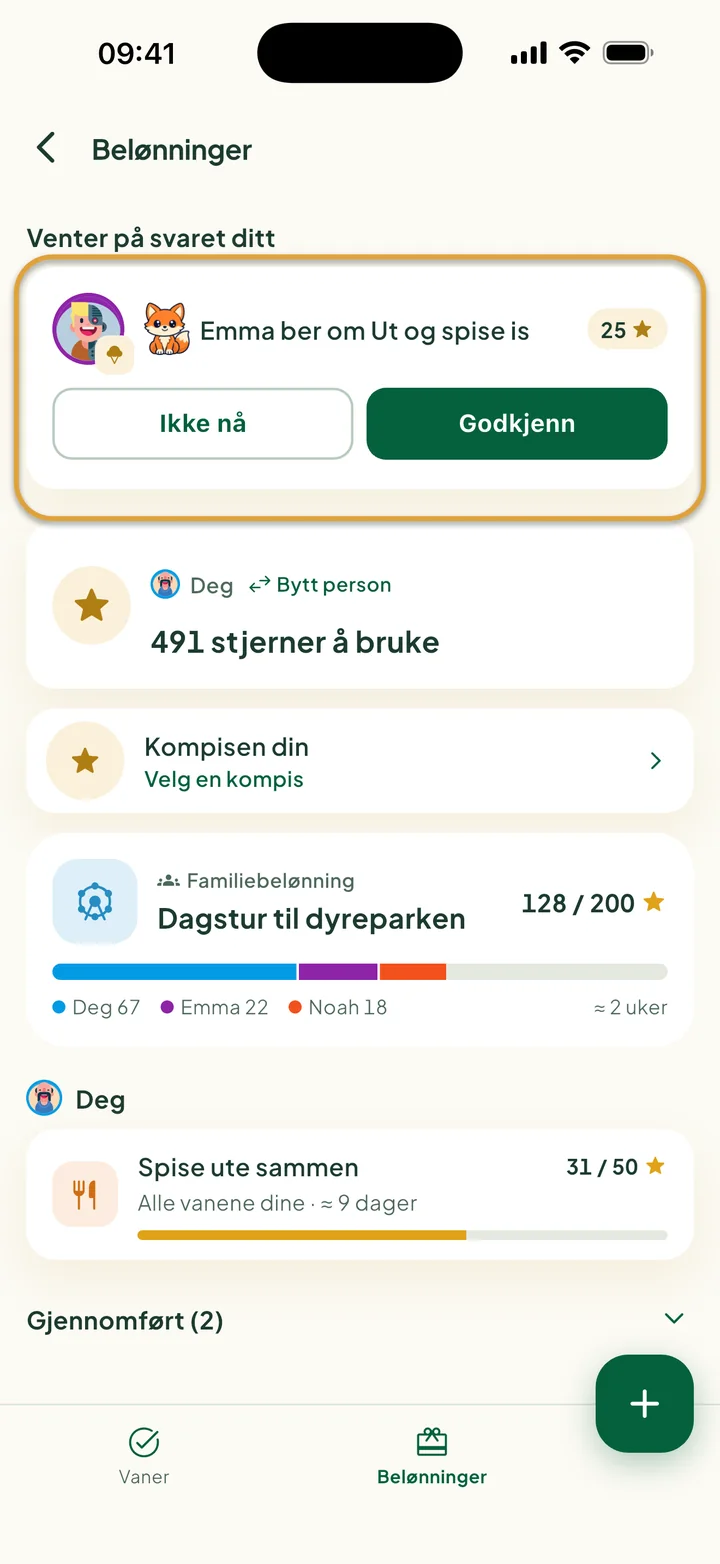 09:41
Belønninger
Venter på svaret ditt
Emma ber om Ut og spise is
25
Ikke nå
Godkjenn
Deg
Bytt person
491 stjerner å bruke
Kompisen din
Velg en kompis
Familiebelønning
Dagstur til dyreparken
128 / 200
Deg 67
Emma 22
Noah 18
≈ 2 uker
Deg
Spise ute sammen
31 / 50
Alle vanene dine · ≈ 9 dager
Gjennomført (2)
Vaner
Belønninger